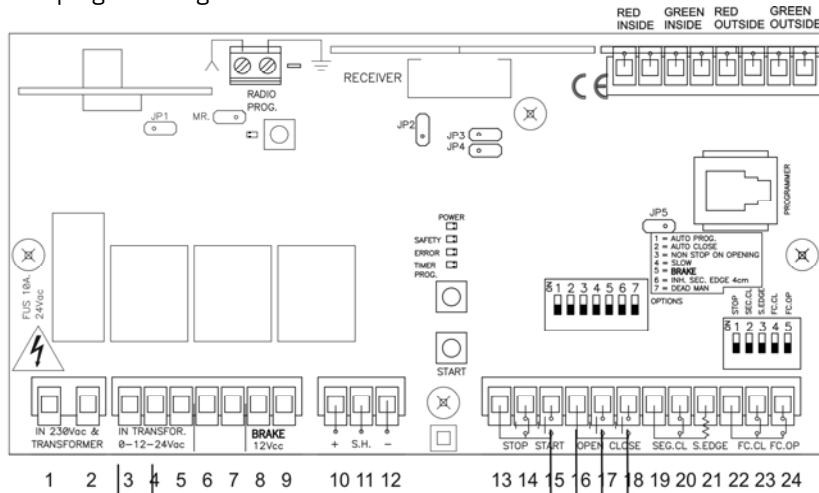 RED INSIDE GREEN INSIDE RED OUTSIDE GREEN OUTSIDE
RADIO PROG.
RECEIVER
CE
JP1
MR.
JP2
JP3
JP4
PROGRAMMER
JP5
1 = AUTO PROG.
2 = AUTO CLOSE
3 = NON STOP ON OPENING
4 = SLOW
5 = BRAKE
6 = INH. SEC. EDGE 4cm
7 = DEAD MAN
POWER
SAFETY
ERROR
TIMER PROG.
FUS 10A.
24Vac
ON
1 2 3 4 5 6 7
OPTIONS
STOP
SEC.CL
S.EDGE
FC.CL
FC.OP
ON
1 2 3 4 5
START
IN 230Vac &
TRANSFORMER
IN TRANSFOR.
0-12-24Vac
BRAKE
12Vcc
+ S.H. -
STOP START OPEN CLOSE SEG.CL S.EDGE FC.CL FC.OP
1 2 3 4 5 6 7 8 9 10 11 12 13 14 15 16 17 18 19 20 21 22 23 24